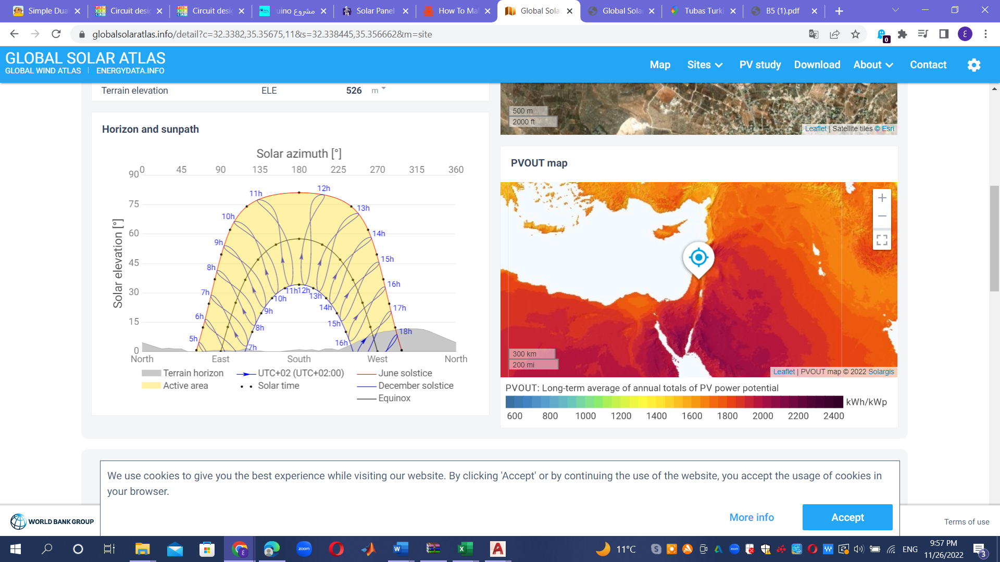 Simple Dua
Circuit desi
Circuit desi
مشروع uino
Solar Panel
How To Mal
Global Sola
Global Sola
Tubas Turki
B5 (1).pdf
globalsolaratlas.info/detail?c=32.3382,35.35675,11&s=32.338445,35.356662&m=site
0
ع
GLOBAL SOLAR ATLAS
GLOBAL WIND ATLAS | ENERGYDATA.INFO
Map Sites PV study Download About Contact
Terrain elevation ELE 526 m
500 m
2000 ft
Leaflet | Satellite tiles © Esri
Horizon and sunpath
Solar azimuth [°]
0 45 90 135 180 225 270 315 360
Solar elevation [°]
90
75
60
45
30
15
0
11h 12h
13h
10h
14h
9h
15h
8h
16h
7h
17h
6h
18h
5h
11h 12h
10h 13h
9h 14h
8h 15h
7h 16h
North East South West North
Terrain horizon UTC+02 (UTC+02:00) June solstice
Active area Solar time December solstice
Equinox
PVOUT map
+
−
300 km
200 mi
Leaflet | PVOUT map © 2022 Solargis
PVOUT: Long-term average of annual totals of PV power potential
kWh/kWp
600 800 1000 1200 1400 1600 1800 2000 2200 2400
We use cookies to give you the best experience while visiting our website. By clicking 'Accept' or by continuing the use of the website, you accept the usage of cookies in
your browser.
More info Accept
WORLD BANK GROUP
Terms of use
zoom
11°C
ENG
9:57 PM
11/26/2022
3